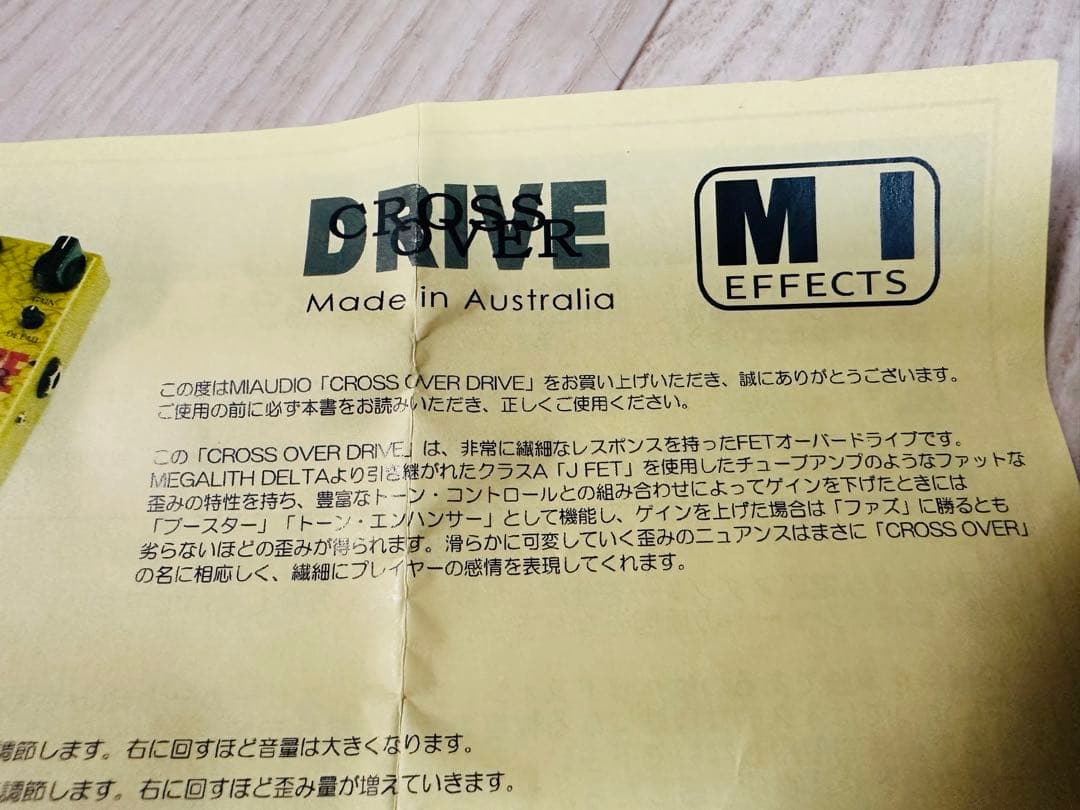 DRIVE
CROSS
OVER
Made in Australia
M I
EFFECTS
GAIN
この度はMIAUDIO「CROSS OVER DRIVE」をお買い上げいただき、誠にありがとうございます。
ご使用の前に必ず本書をお読みいただき、正しくご使用ください。
この「CROSS OVER DRIVE」は、非常に繊細なレスポンスを持ったFETオーバードライブです。
MEGALITH DELTAより引き継がれたクラスA「J FET」を使用したチューブアンプのようなファットな
歪みの特性を持ち、豊富なトーン・コントロールとの組み合わせによってゲインを下げたときには
「ブースター」「トーン・エンハンサー」として機能し、ゲインを上げた場合は「ファズ」に勝るとも
劣らないほどの歪みが得られます。滑らかに可変していく歪みのニュアンスはまさに「CROSS OVER」
の名に相応しく、繊細にプレイヤーの感情を表現してくれます。
調節します。右に回すほど音量は大きくなります。
調節します。右に回すほど歪み量が増えていきます。